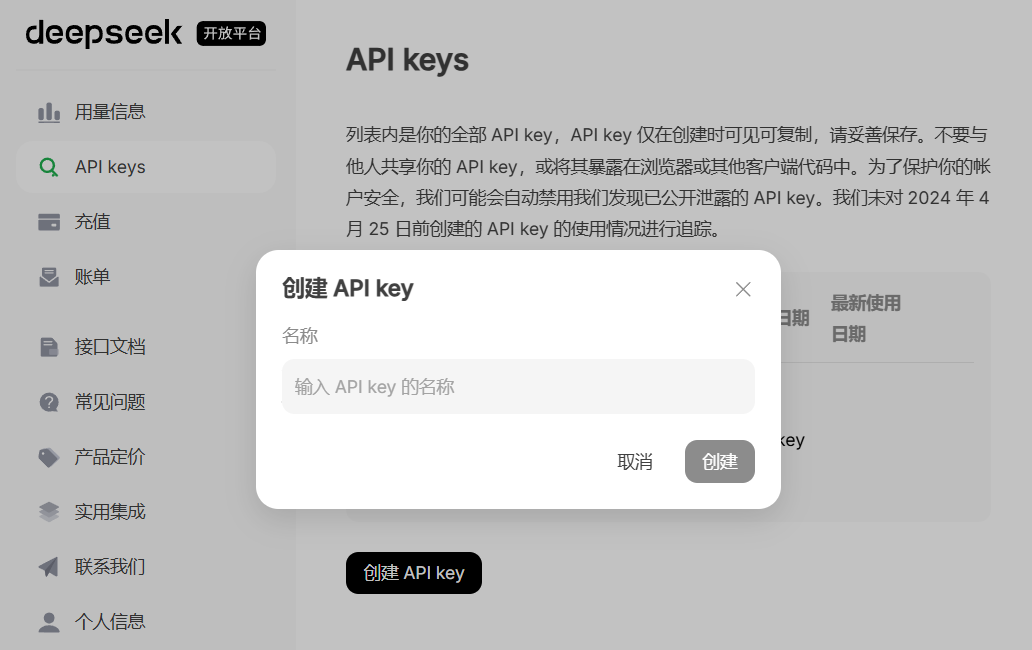 deepseek 开放平台
用量信息
API keys
充值
账单
接口文档
常见问题
产品定价
实用集成
联系我们
个人信息
API keys
列表内是你的全部 API key，API key 仅在创建时可见可复制，请妥善保存。不要与
他人共享你的 API key，或将其暴露在浏览器或其他客户端代码中。为了保护你的帐
户安全，我们可能会自动禁用我们发现已公开泄露的 API key。我们未对 2024 年 4
月 25 日前创建的 API key 的使用情况进行追踪。
日期
最新使用
日期
key
创建 API key
名称
输入 API key 的名称
取消
创建
创建 API key